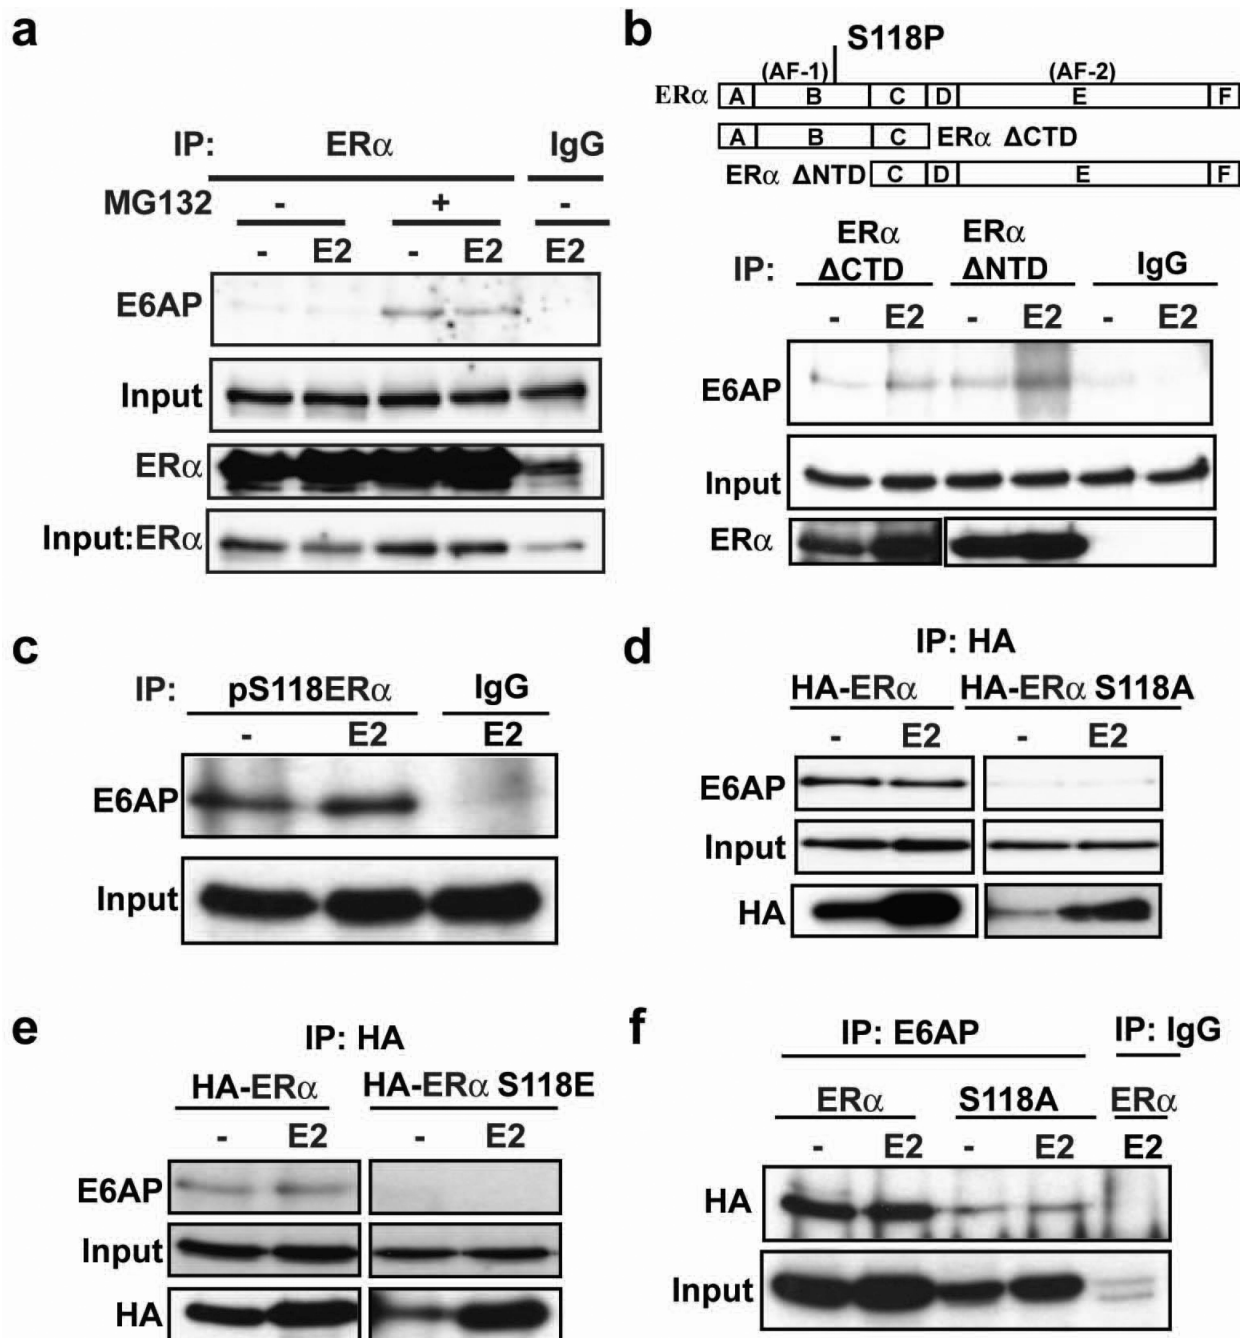 a
IP: ERα IgG
MG132 - + -
- E2 - E2 E2
E6AP
Input
ERα
Input:ERα
b
S118P
(AF-1) (AF-2)
ERα A B C D E F
A B C ERα ΔCTD
ERα ΔNTD C D E F
ERα ERα
IP: ΔCTD ΔNTD IgG
- E2 - E2 - E2
E6AP
Input
ERα
c
IP: pS118ERα IgG
- E2 E2
E6AP
Input
d
IP: HA
HA-ERα HA-ERα S118A
- E2 - E2
E6AP
Input
HA
e
IP: HA
HA-ERα HA-ERα S118E
- E2 - E2
E6AP
Input
HA
f
IP: E6AP IP: IgG
ERα S118A ERα
- E2 - E2 E2
HA
Input